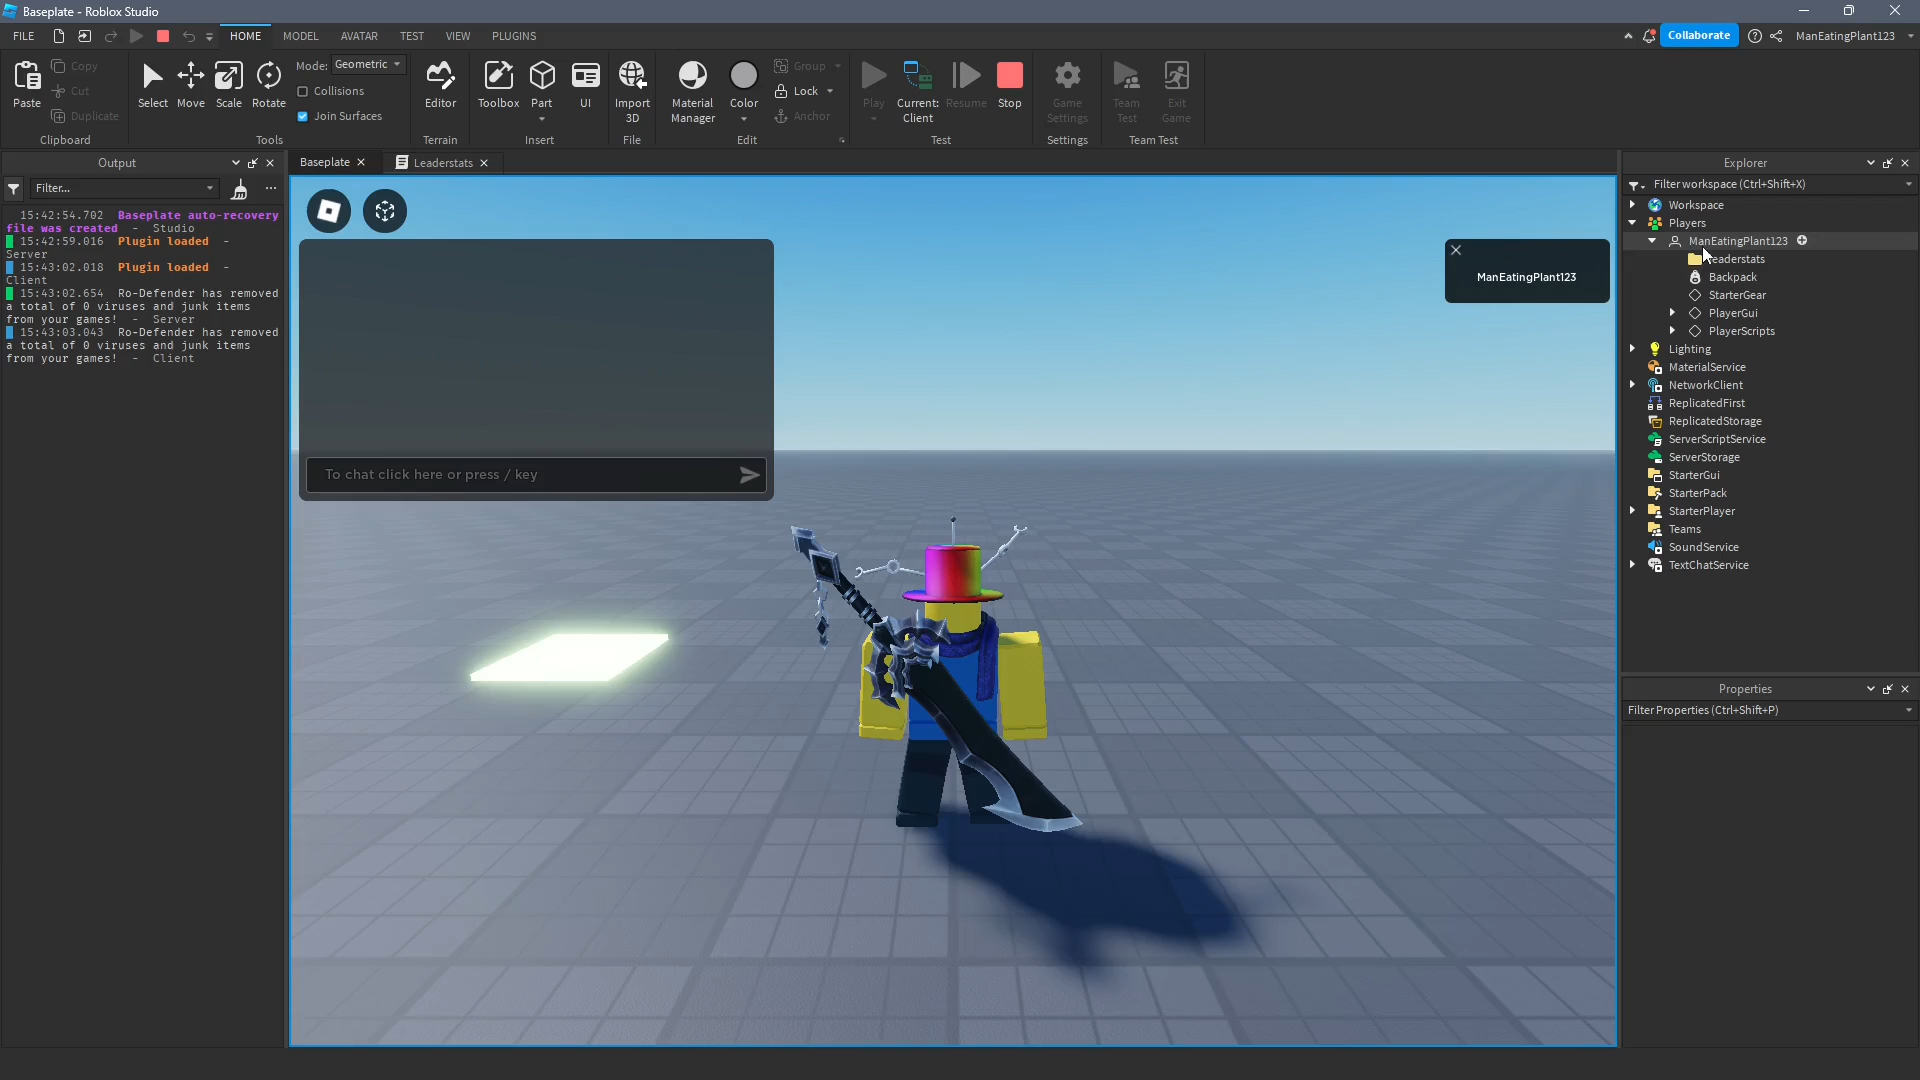 Baseplate - Roblox Studio
FILE HOME MODEL AVATAR TEST VIEW PLUGINS Collaborate ManEatingPlant123
Paste Copy Cut Duplicate
Clipboard
Select Move Scale Rotate
Mode: Geometric
Collisions
Join Surfaces
Tools
Editor
Terrain
Toolbox Part UI
Insert
Import
3D
File
Material
Manager
Color
Group
Lock
Anchor
Edit
Play
Current:
Client
Resume Stop
Test
Game
Settings
Settings
Team
Test
Exit
Game
Team Test
Output
Filter...
15:42:54.702 Baseplate auto-recovery
file was created - Studio
15:42:59.016 Plugin loaded -
Server
15:43:02.018 Plugin loaded -
Client
15:43:02.654 Ro-Defender has removed
a total of 0 viruses and junk items
from your games! - Server
15:43:03.043 Ro-Defender has removed
a total of 0 viruses and junk items
from your games! - Client
Baseplate Leaderstats
To chat click here or press / key
ManEatingPlant123
Explorer
Filter workspace (Ctrl+Shift+X)
Workspace
Players
ManEatingPlant123
eaderstats
Backpack
StarterGear
PlayerGui
PlayerScripts
Lighting
MaterialService
NetworkClient
ReplicatedFirst
ReplicatedStorage
ServerScriptService
ServerStorage
StarterGui
StarterPack
StarterPlayer
Teams
SoundService
TextChatService
Properties
Filter Properties (Ctrl+Shift+P)